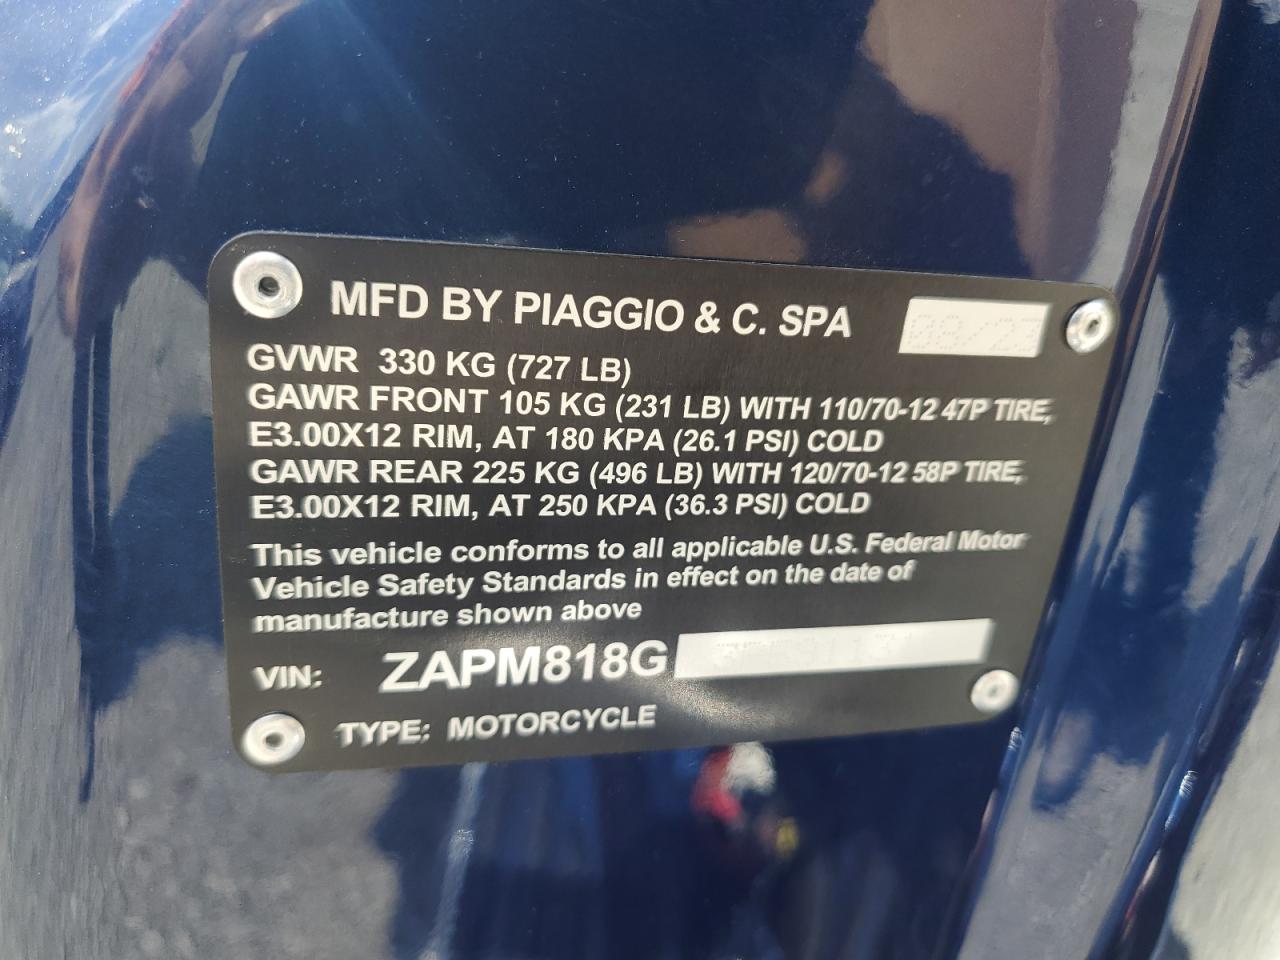 MFD BY PIAGGIO & C. SPA
GVWR 330 KG (727 LB)
GAWR FRONT 105 KG (231 LB) WITH 110/70-12 47P TIRE,
E3.00X12 RIM, AT 180 KPA (26.1 PSI) COLD
GAWR REAR 225 KG (496 LB) WITH 120/70-12 58P TIRE,
E3.00X12 RIM, AT 250 KPA (36.3 PSI) COLD
This vehicle conforms to all applicable U.S. Federal Motor
Vehicle Safety Standards in effect on the date of
manufacture shown above
VIN: ZAPM818G
TYPE: MOTORCYCLE